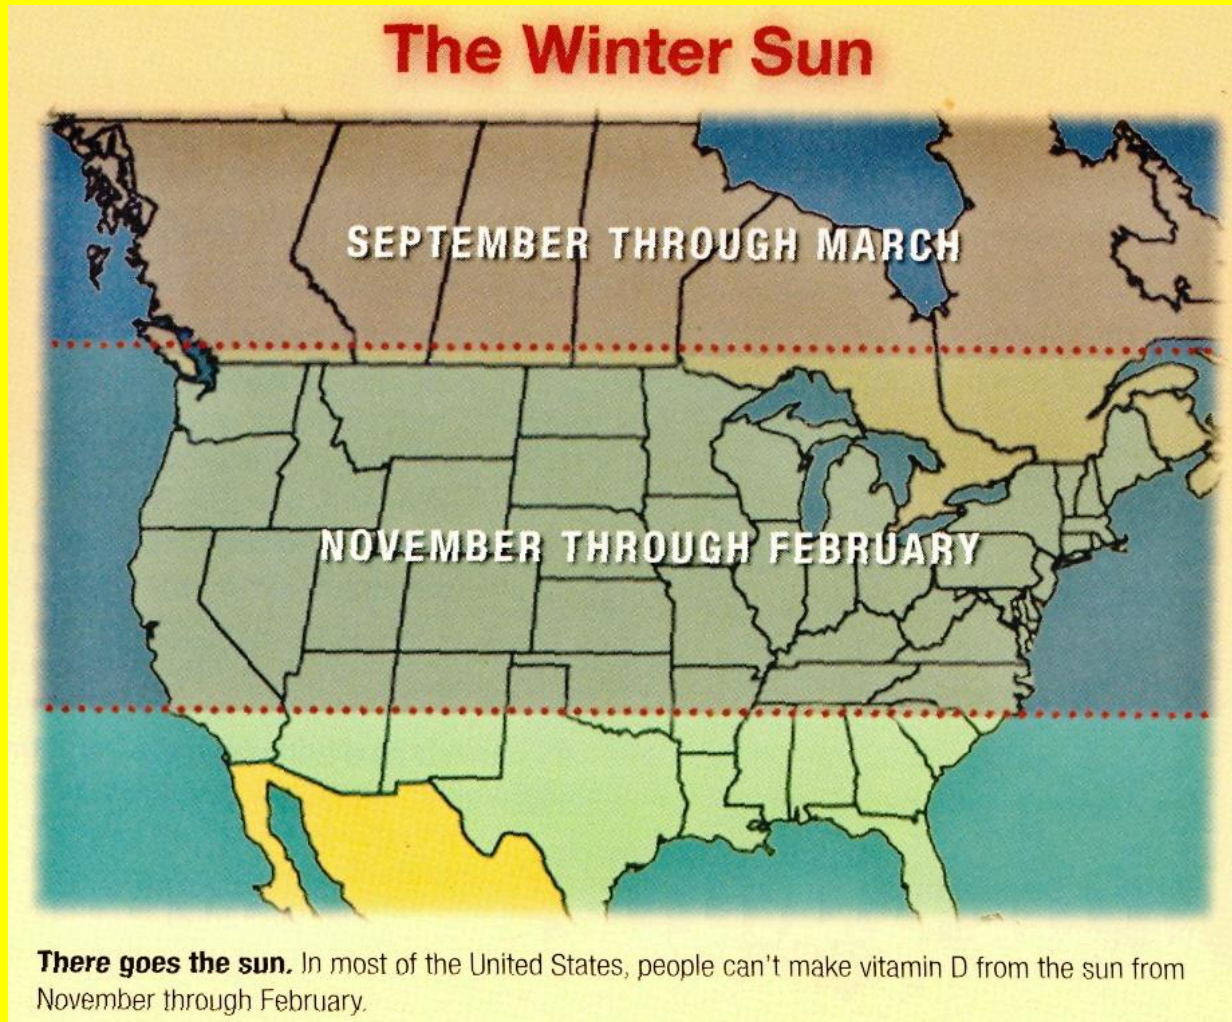 The Winter Sun
SEPTEMBER THROUGH MARCH
NOVEMBER THROUGH FEBRUARY
There goes the sun. In most of the United States, people can't make vitamin D from the sun from
November through February.